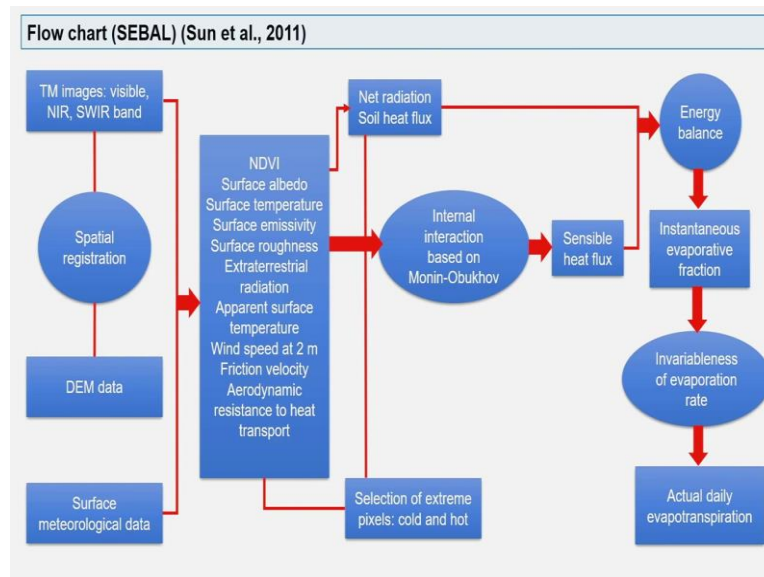 Flow chart (SEBAL) (Sun et al., 2011)
TM images: visible,
NIR, SWIR band
Spatial
registration
DEM data
Surface
meteorological data
NDVI
Surface albedo
Surface temperature
Surface emissivity
Surface roughness
Extraterrestrial
radiation
Apparent surface
temperature
Wind speed at 2 m
Friction velocity
Aerodynamic
resistance to heat
transport
Net radiation
Soil heat flux
Internal
interaction
based on
Monin-Obukhov
Selection of extreme
pixels: cold and hot
Sensible
heat flux
Energy
balance
Instantaneous
evaporative
fraction
Invariableness
of evaporation
rate
Actual daily
evapotranspiration